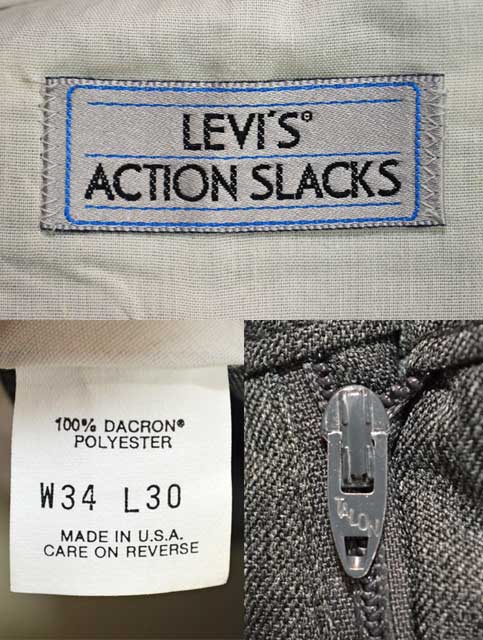 LEVI'S®
ACTION SLACKS
100% DACRON®
POLYESTER
W34 L30
MADE IN U.S.A.
CARE ON REVERSE
TALON